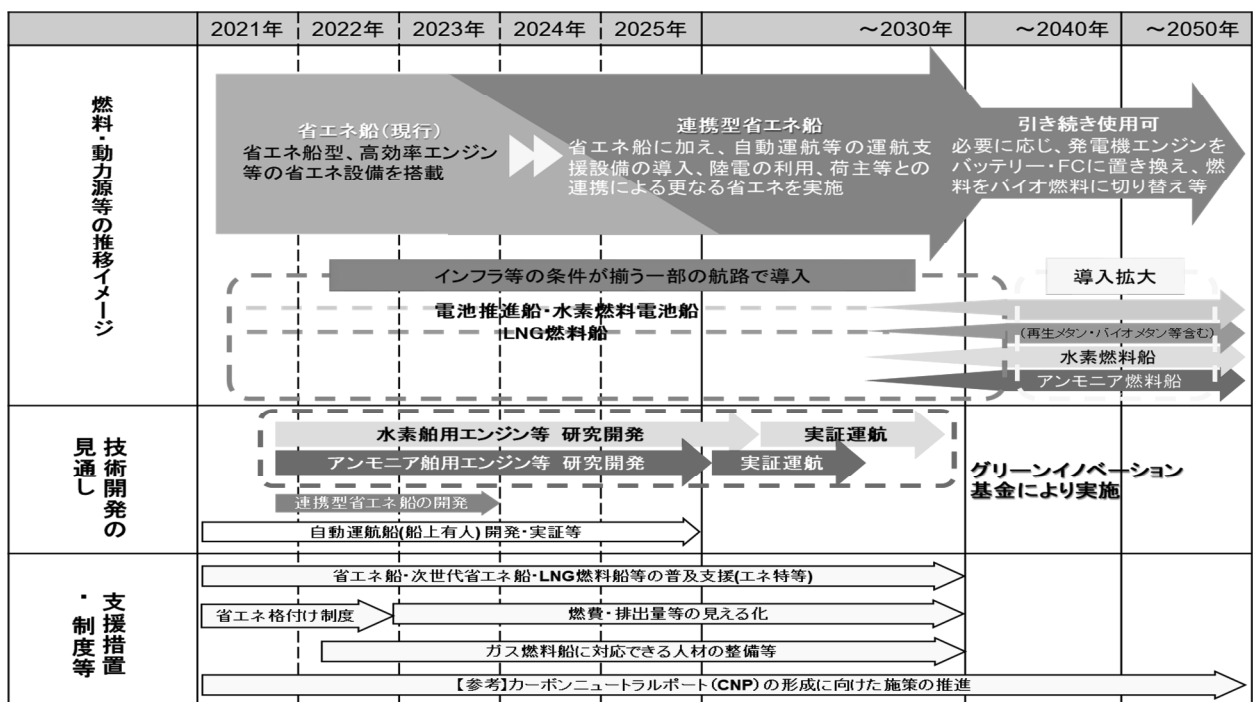 2021年 2022年 2023年 2024年 2025年 ～2030年 ～2040年 ～2050年
燃料・動力源等の推移イメージ
省エネ船（現行）
省エネ船型、高効率エンジン
等の省エネ設備を搭載
連携型省エネ船
省エネ船に加え、自動運航等の運航支
援設備の導入、陸電の利用、荷主等との
連携による更なる省エネを実施
引き続き使用可
必要に応じ、発電機エンジンを
バッテリー・FCに置き換え、燃
料をバイオ燃料に切り替え等
インフラ等の条件が揃う一部の航路で導入
導入拡大
電池推進船・水素燃料電池船
LNG燃料船
（再生メタン・バイオメタン等含む）
水素燃料船
アンモニア燃料船
技術開発の
見通し
水素舶用エンジン等 研究開発
実証運航
アンモニア舶用エンジン等 研究開発
実証運航
連携型省エネ船の開発
自動運航船(船上有人) 開発・実証等
グリーンイノベーション
基金により実施
支援措置
・制度等
省エネ船・次世代省エネ船・LNG燃料船等の普及支援(エネ特等)
省エネ格付け制度
燃費・排出量等の見える化
ガス燃料船に対応できる人材の整備等
【参考】カーボンニュートラルポート（CNP）の形成に向けた施策の推進